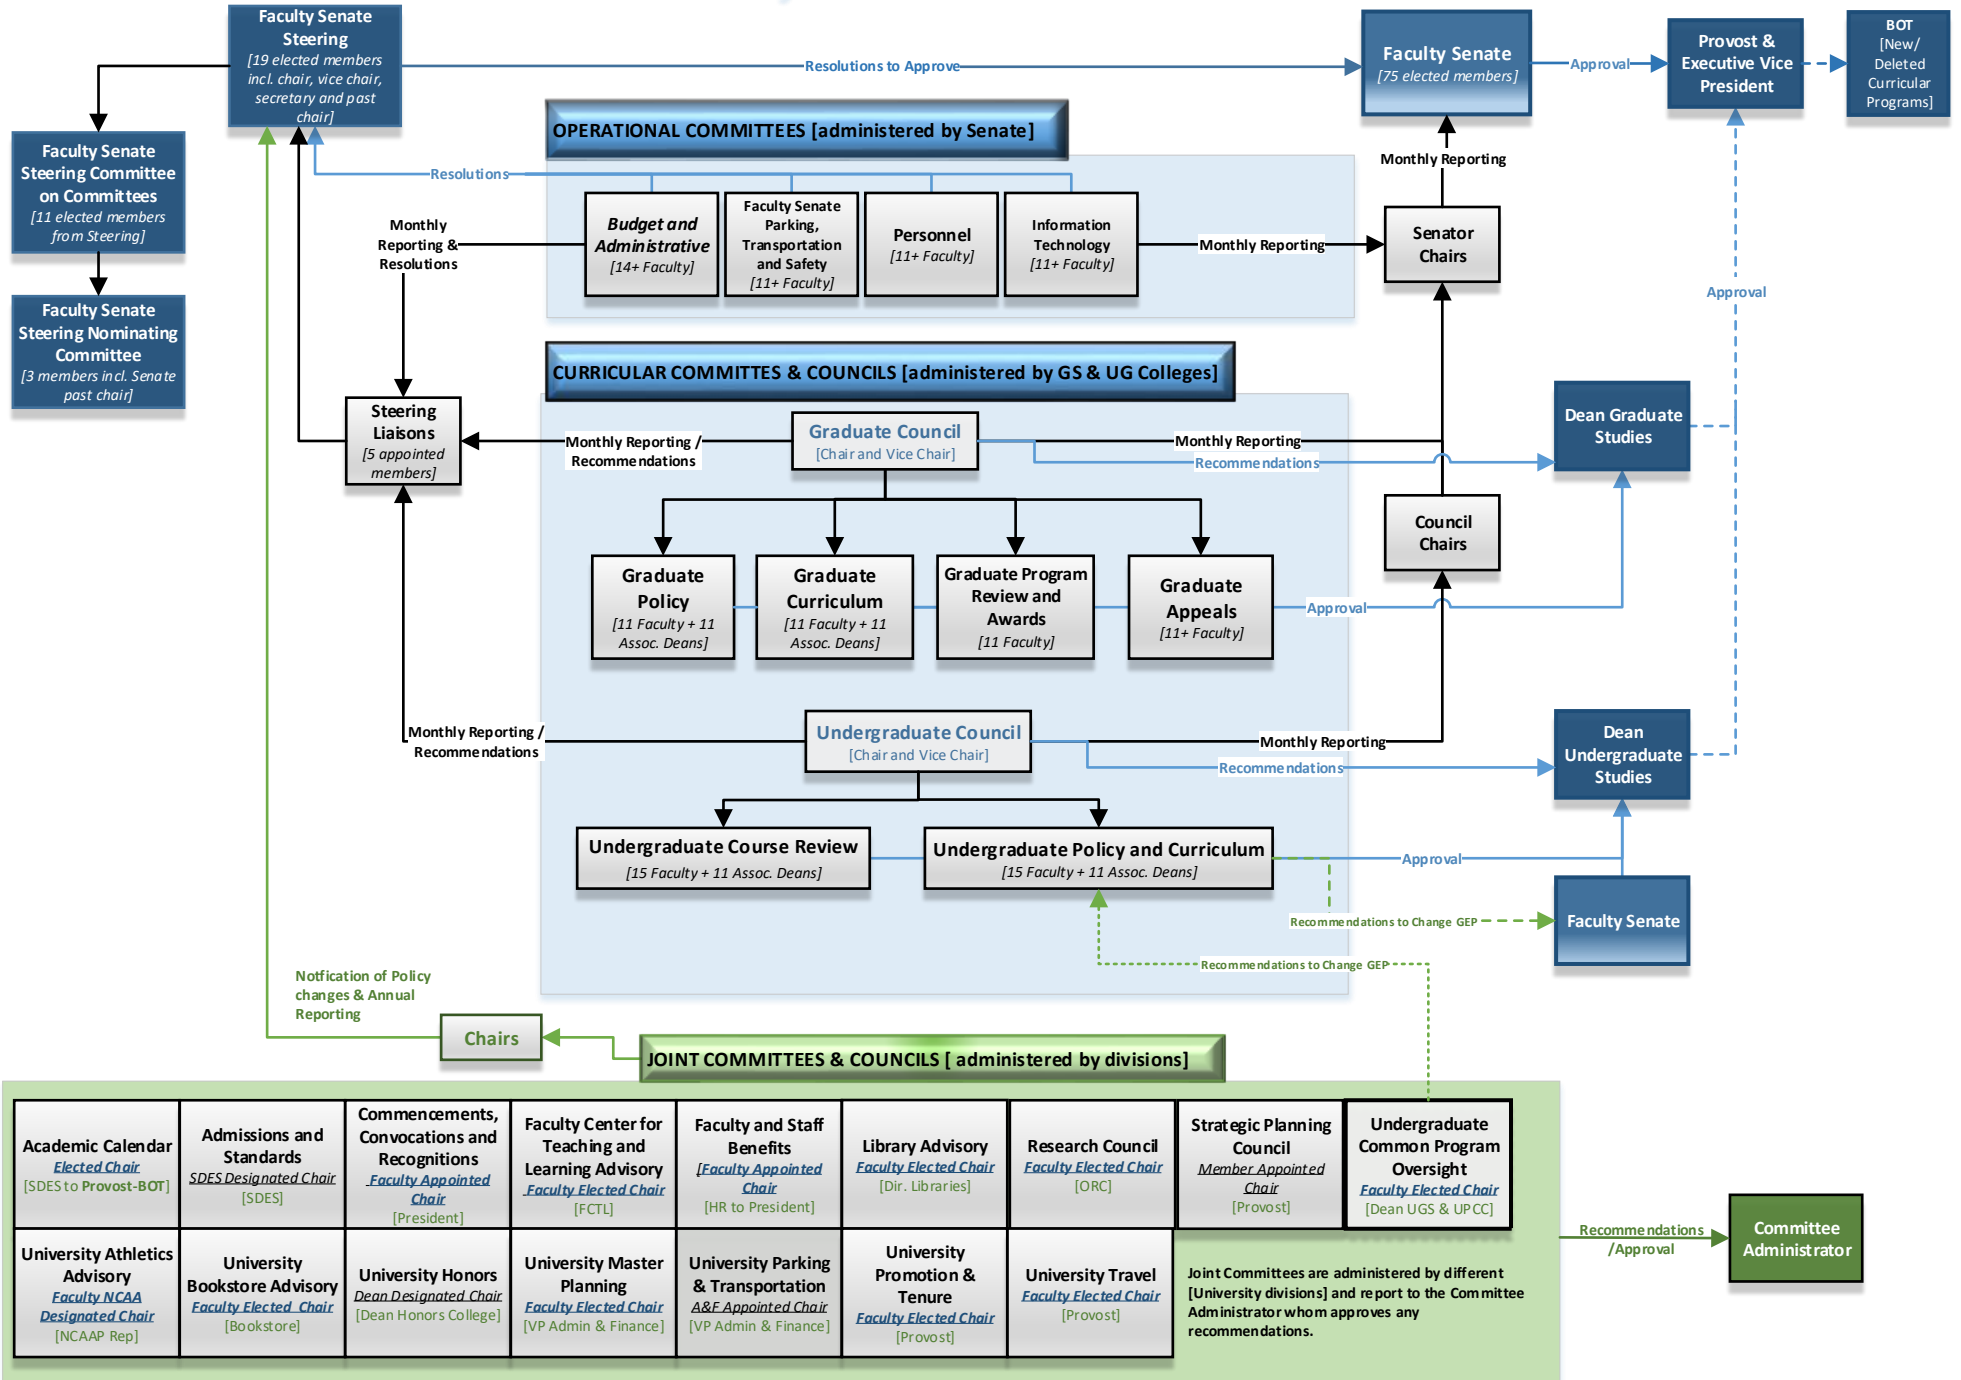 Faculty Senate
Steering
[19 elected members
incl. chair, vice chair,
secretary and past
chair]
Resolutions to Approve
Faculty Senate
[75 elected members]
Approval
Provost &
Executive Vice
President
BOT
[New/
Deleted
Curricular
Programs]
Faculty Senate
Steering Committee
on Committees
[11 elected members
from Steering]
Faculty Senate
Steering Nominating
Committee
[3 members incl. Senate
past chair]
OPERATIONAL COMMITTEES [administered by Senate]
Resolutions
Monthly
Reporting &
Resolutions
Budget and
Administrative
[14+ Faculty]
Faculty Senate
Parking,
Transportation
and Safety
[11+ Faculty]
Personnel
[11+ Faculty]
Information
Technology
[11+ Faculty]
Monthly Reporting
Monthly Reporting
Senator
Chairs
Approval
CURRICULAR COMMITTES & COUNCILS [administered by GS & UG Colleges]
Steering
Liaisons
[5 appointed
members]
Monthly Reporting /
Recommendations
Graduate Council
[Chair and Vice Chair]
Monthly Reporting
Recommendations
Dean Graduate
Studies
Council
Chairs
Graduate
Policy
[11 Faculty + 11
Assoc. Deans]
Graduate
Curriculum
[11 Faculty + 11
Assoc. Deans]
Graduate Program
Review and
Awards
[11 Faculty]
Graduate
Appeals
[11+ Faculty]
Approval
Monthly Reporting /
Recommendations
Undergraduate Council
[Chair and Vice Chair]
Monthly Reporting
Recommendations
Dean
Undergraduate
Studies
Undergraduate Course Review
[15 Faculty + 11 Assoc. Deans]
Undergraduate Policy and Curriculum
[15 Faculty + 11 Assoc. Deans]
Approval
Recommendations to Change GEP
Faculty Senate
Recommendations to Change GEP
Notfication of Policy
changes & Annual
Reporting
Chairs
JOINT COMMITTEES & COUNCILS [ administered by divisions]
Academic Calendar
Elected Chair
[SDES to Provost-BOT]
Admissions and
Standards
SDES Designated Chair
[SDES]
Commencements,
Convocations and
Recognitions
Faculty Appointed
Chair
[President]
Faculty Center for
Teaching and
Learning Advisory
Faculty Elected Chair
[FCTL]
Faculty and Staff
Benefits
[Faculty Appointed
Chair
[HR to President]
Library Advisory
Faculty Elected Chair
[Dir. Libraries]
Research Council
Faculty Elected Chair
[ORC]
Strategic Planning
Council
Member Appointed
Chair
[Provost]
Undergraduate
Common Program
Oversight
Faculty Elected Chair
[Dean UGS & UPCC]
University Athletics
Advisory
Faculty NCAA
Designated Chair
[NCAAP Rep]
University
Bookstore Advisory
Faculty Elected Chair
[Bookstore]
University Honors
Dean Designated Chair
[Dean Honors College]
University Master
Planning
Faculty Elected Chair
[VP Admin & Finance]
University Parking
& Transportation
A&F Appointed Chair
[VP Admin & Finance]
University
Promotion &
Tenure
Faculty Elected Chair
[Provost]
University Travel
Faculty Elected Chair
[Provost]
Joint Committees are administered by different
[University divisions] and report to the Committee
Administrator whom approves any
recommendations.
Recommendations
/Approval
Committee
Administrator